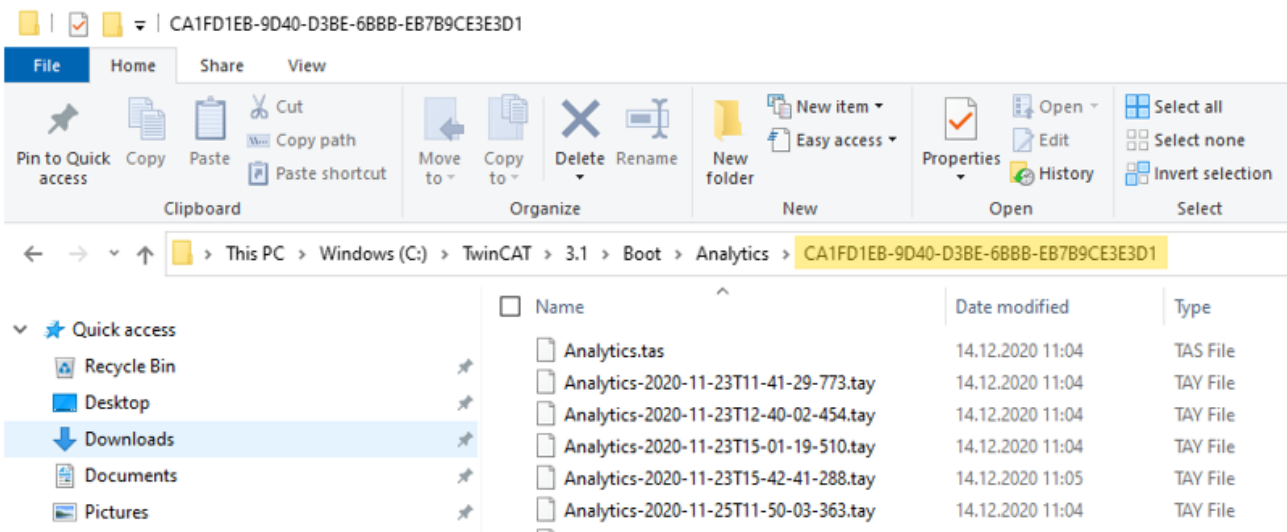 CA1FD1EB-9D40-D3BE-6BBB-EB7B9CE3E3D1
File Home Share View
Pin to Quick access
Copy
Paste
Cut
Copy path
Paste shortcut
Clipboard
Move to
Copy to
Delete
Rename
Organize
New folder
New item
Easy access
New
Properties
Open
Edit
History
Open
Select all
Select none
Invert selection
Select
This PC > Windows (C:) > TwinCAT > 3.1 > Boot > Analytics > CA1FD1EB-9D40-D3BE-6BBB-EB7B9CE3E3D1
Quick access
Recycle Bin
Desktop
Downloads
Documents
Pictures
Name Date modified Type
Analytics.tas 14.12.2020 11:04 TAS File
Analytics-2020-11-23T11-41-29-773.tay 14.12.2020 11:04 TAY File
Analytics-2020-11-23T12-40-02-454.tay 14.12.2020 11:04 TAY File
Analytics-2020-11-23T15-01-19-510.tay 14.12.2020 11:04 TAY File
Analytics-2020-11-23T15-42-41-288.tay 14.12.2020 11:05 TAY File
Analytics-2020-11-25T11-50-03-363.tay 14.12.2020 11:04 TAY File